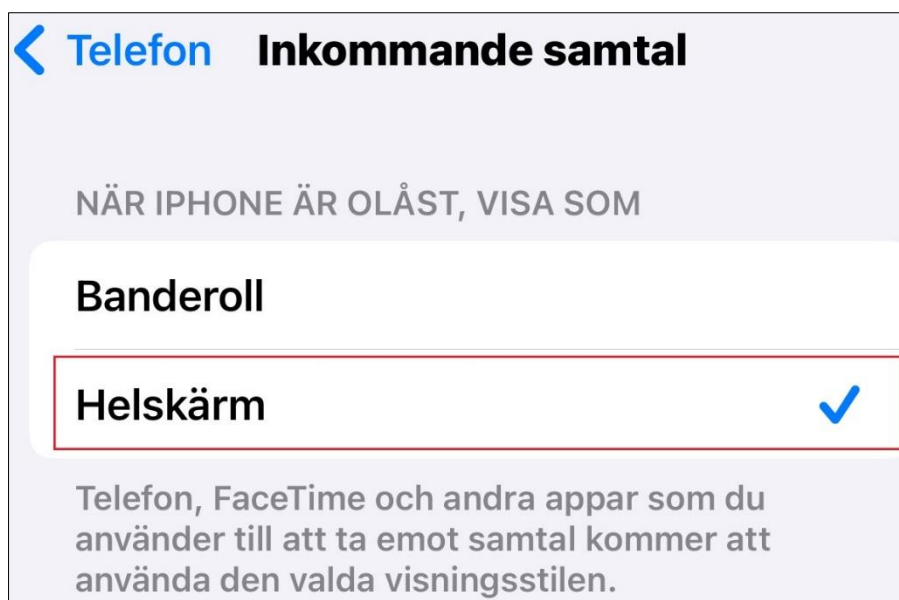 Telefon Inkommande samtal
NÄR IPHONE ÄR OLÅST, VISA SOM
Banderoll
Helskärm
Telefon, FaceTime och andra appar som du
använder till att ta emot samtal kommer att
använda den valda visningsstilen.